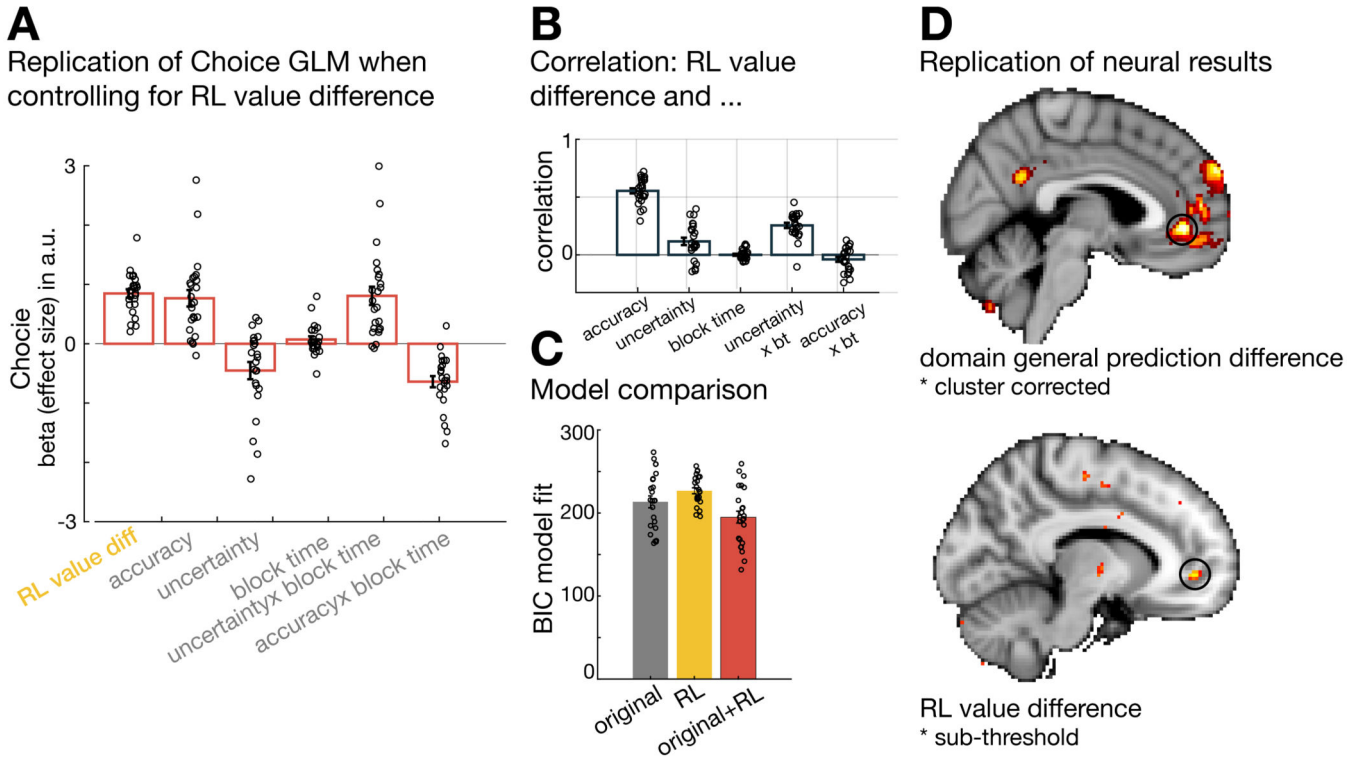 A
Replication of Choice GLM when
controlling for RL value difference
3
0
-3
Chocie
beta (effect size) in a.u.
RL value diff
accuracy
uncertainty
block time
uncertaintyx block time
accuracyx block time
B
Correlation: RL value
difference and ...
1
0
correlation
accuracy
uncertainty
block time
uncertainty
x bt
accuracy
x bt
C
Model comparison
300
200
100
0
BIC model fit
original
RL
original+RL
D
Replication of neural results
domain general prediction difference
* cluster corrected
RL value difference
* sub-threshold